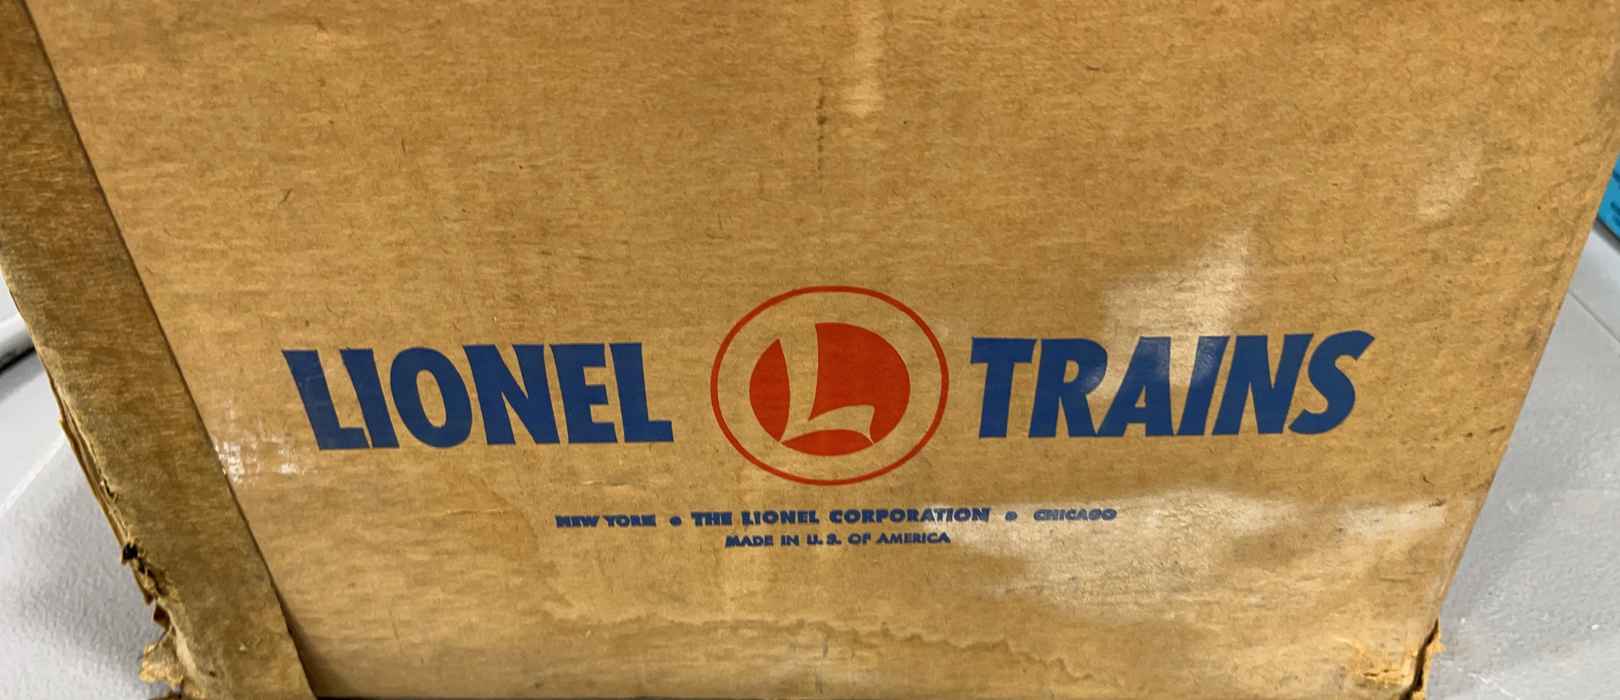 LIONEL L TRAINS
NEW YORK • THE LIONEL CORPORATION • CHICAGO
MADE IN U. S. OF AMERICA